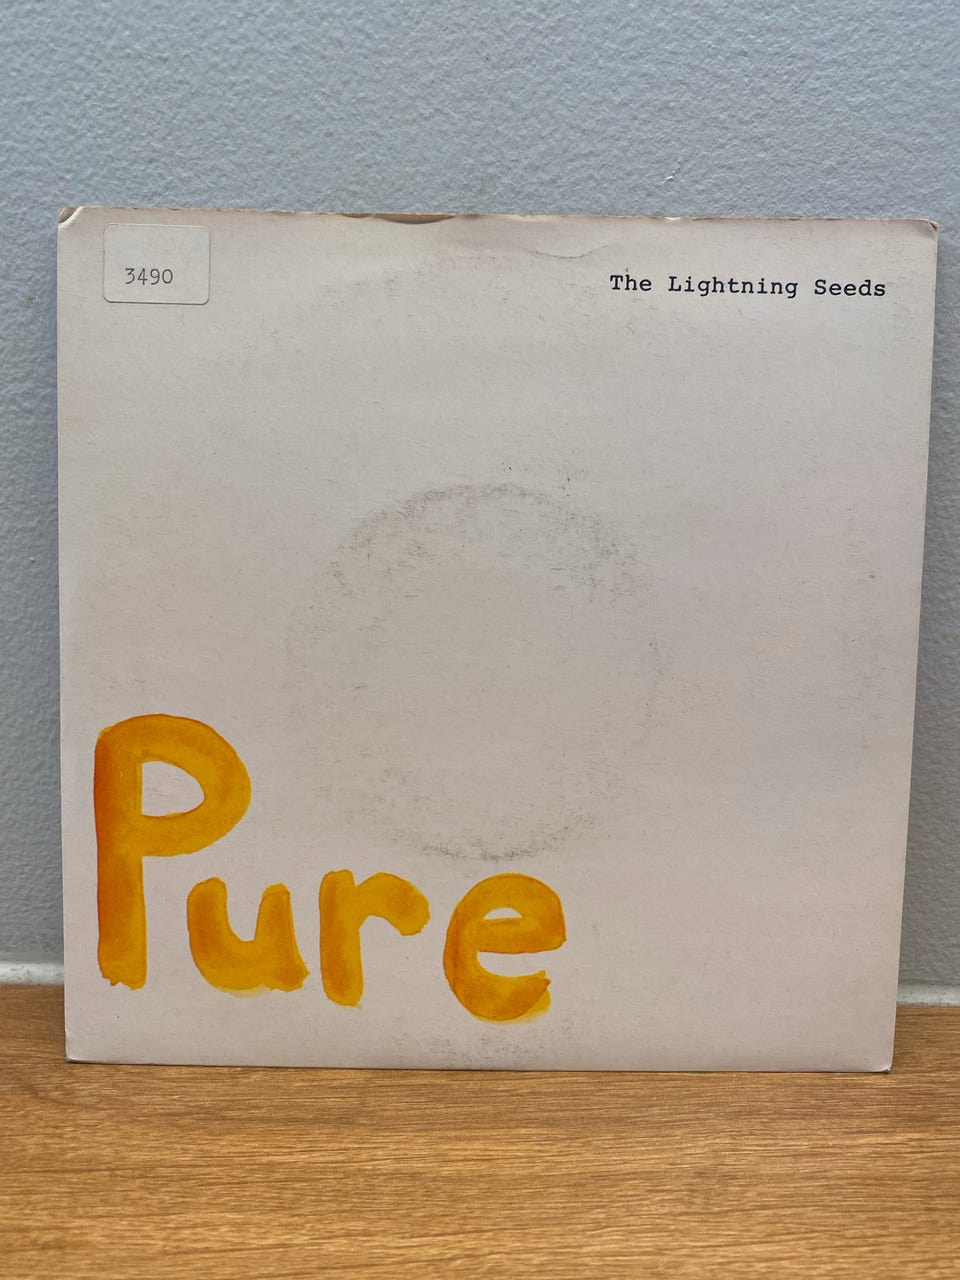 3490
The Lightning Seeds
Pure